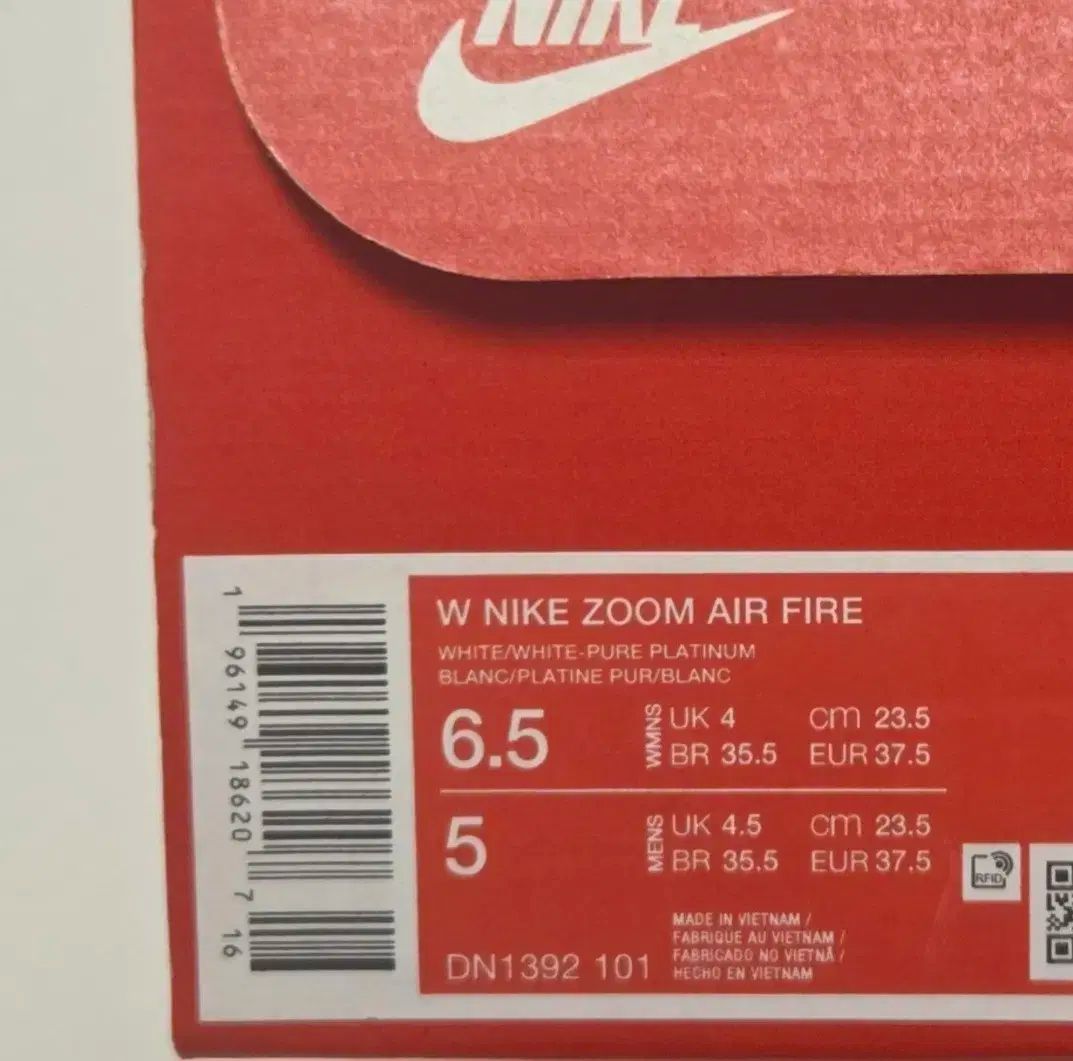 NIKE
W NIKE ZOOM AIR FIRE
WHITE/WHITE-PURE PLATINUM
BLANC/PLATINE PUR/BLANC
6.5 WMNS UK 4 cm 23.5
BR 35.5 EUR 37.5
5 MENS UK 4.5 cm 23.5
BR 35.5 EUR 37.5
RFID
MADE IN VIETNAM /
FABRIQUE AU VIETNAM /
FABRICADO NO VIETNÃ /
HECHO EN VIETNAM
DN1392 101
1 96149 18620 7 16